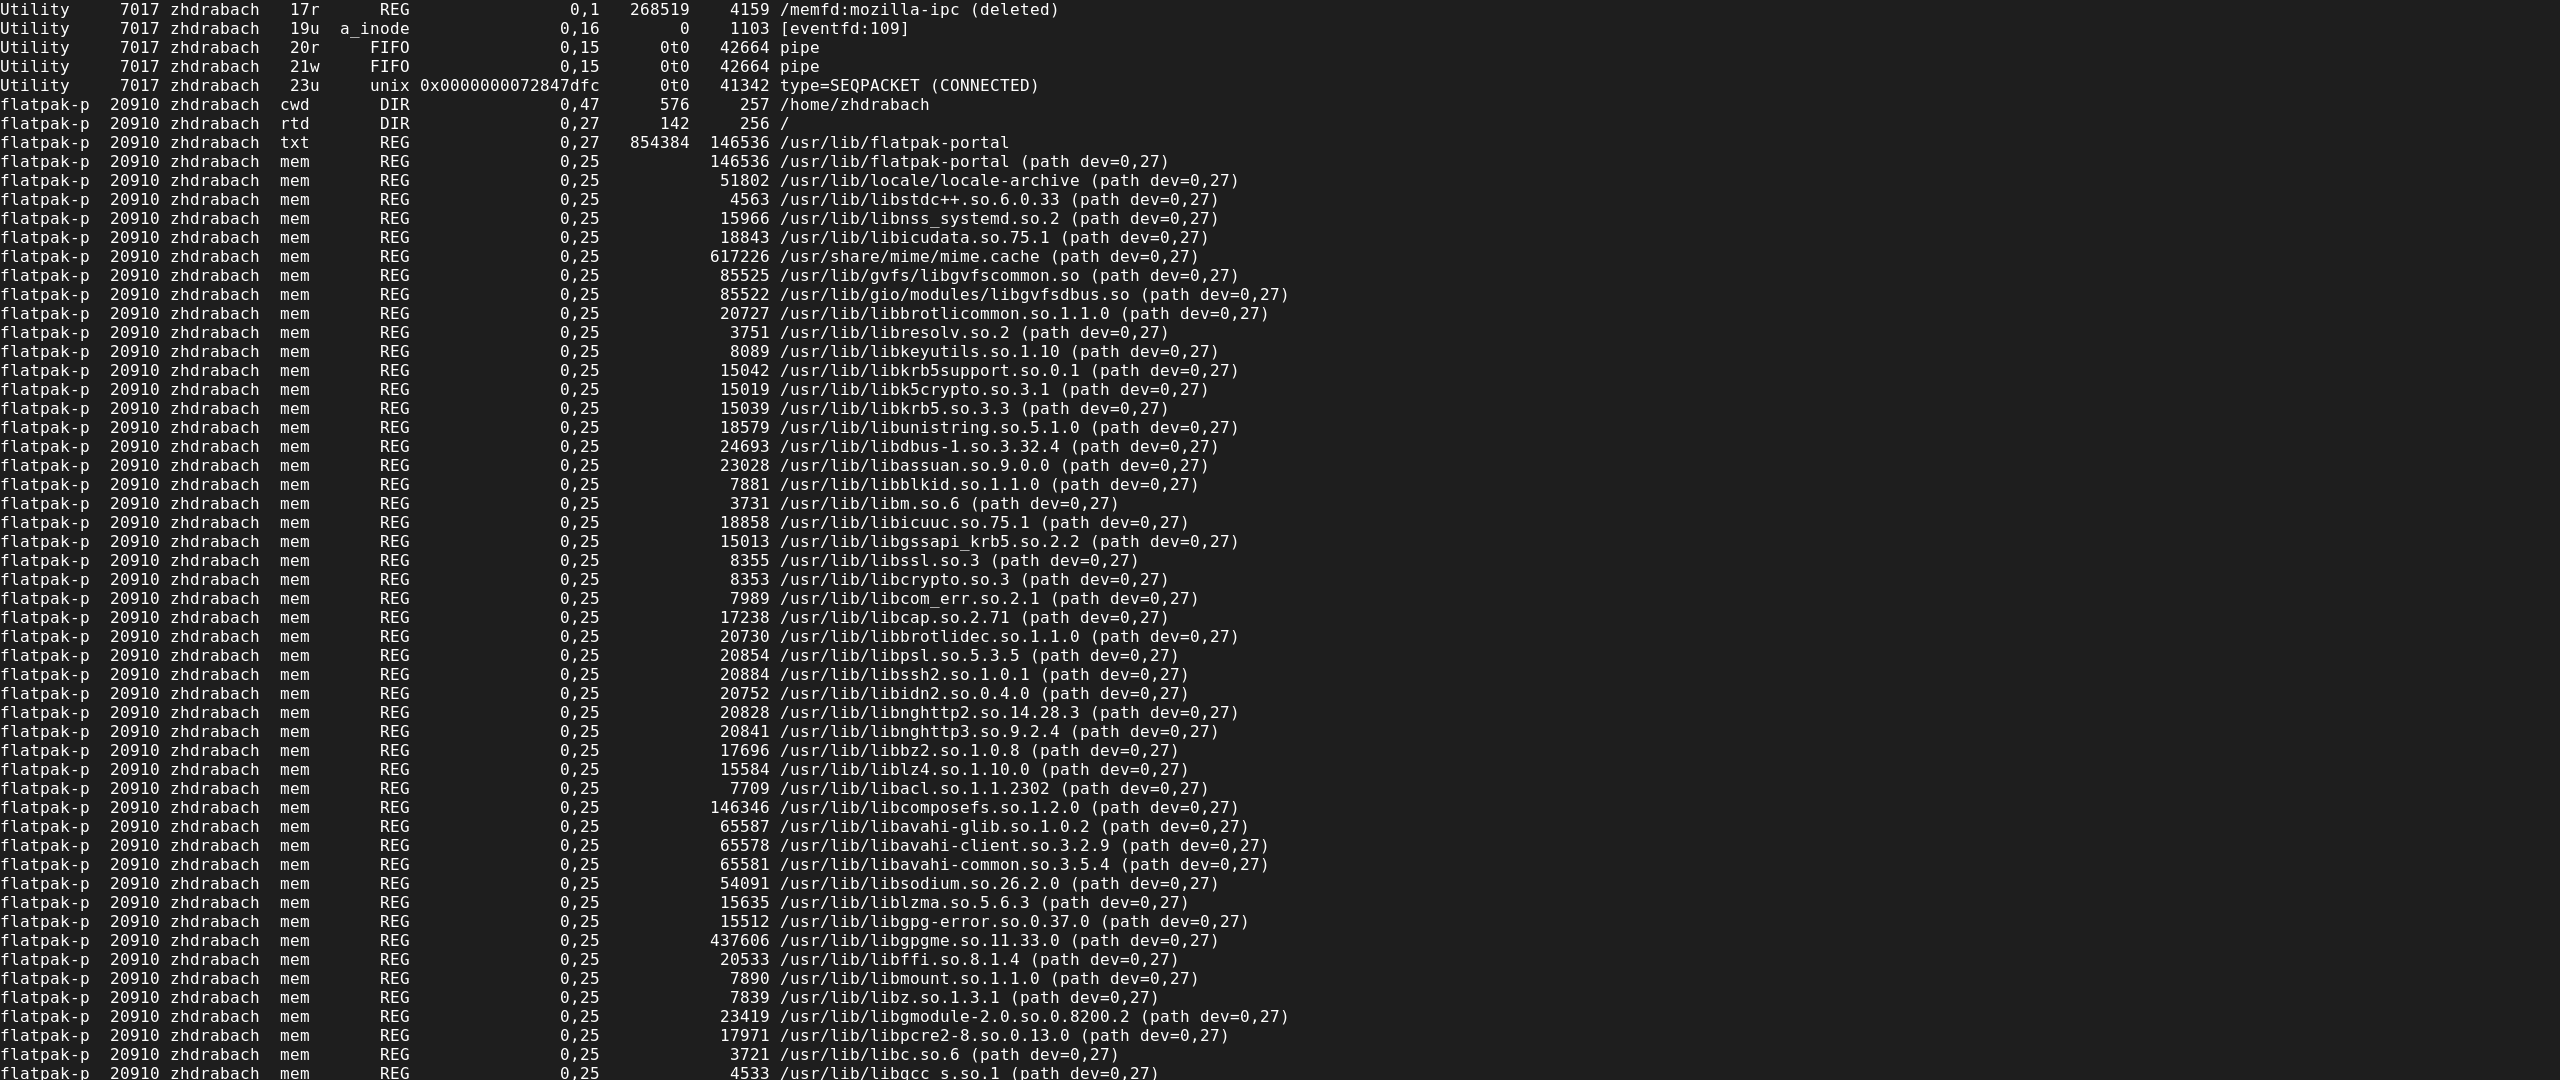 Utility     7017 zhdrabach   17r      REG                0,1   268519    4159 /memfd:mozilla-ipc (deleted)
Utility     7017 zhdrabach   19u  a_inode               0,16        0    1103 [eventfd:109]
Utility     7017 zhdrabach   20r     FIFO               0,15      0t0   42664 pipe
Utility     7017 zhdrabach   21w     FIFO               0,15      0t0   42664 pipe
Utility     7017 zhdrabach   23u     unix 0x0000000072847dfc      0t0   41342 type=SEQPACKET (CONNECTED)
flatpak-p  20910 zhdrabach  cwd       DIR               0,47      576     257 /home/zhdrabach
flatpak-p  20910 zhdrabach  rtd       DIR               0,27      142     256 /
flatpak-p  20910 zhdrabach  txt       REG               0,27   854384  146536 /usr/lib/flatpak-portal
flatpak-p  20910 zhdrabach  mem       REG               0,25           146536 /usr/lib/flatpak-portal (path dev=0,27)
flatpak-p  20910 zhdrabach  mem       REG               0,25            51802 /usr/lib/locale/locale-archive (path dev=0,27)
flatpak-p  20910 zhdrabach  mem       REG               0,25             4563 /usr/lib/libstdc++.so.6.0.33 (path dev=0,27)
flatpak-p  20910 zhdrabach  mem       REG               0,25            15966 /usr/lib/libnss_systemd.so.2 (path dev=0,27)
flatpak-p  20910 zhdrabach  mem       REG               0,25            18843 /usr/lib/libicudata.so.75.1 (path dev=0,27)
flatpak-p  20910 zhdrabach  mem       REG               0,25           617226 /usr/share/mime/mime.cache (path dev=0,27)
flatpak-p  20910 zhdrabach  mem       REG               0,25            85525 /usr/lib/gvfs/libgvfscommon.so (path dev=0,27)
flatpak-p  20910 zhdrabach  mem       REG               0,25            85522 /usr/lib/gio/modules/libgvfsdbus.so (path dev=0,27)
flatpak-p  20910 zhdrabach  mem       REG               0,25            20727 /usr/lib/libbrotlicommon.so.1.1.0 (path dev=0,27)
flatpak-p  20910 zhdrabach  mem       REG               0,25             3751 /usr/lib/libresolv.so.2 (path dev=0,27)
flatpak-p  20910 zhdrabach  mem       REG               0,25             8089 /usr/lib/libkeyutils.so.1.10 (path dev=0,27)
flatpak-p  20910 zhdrabach  mem       REG               0,25            15042 /usr/lib/libkrb5support.so.0.1 (path dev=0,27)
flatpak-p  20910 zhdrabach  mem       REG               0,25            15019 /usr/lib/libk5crypto.so.3.1 (path dev=0,27)
flatpak-p  20910 zhdrabach  mem       REG               0,25            15039 /usr/lib/libkrb5.so.3.3 (path dev=0,27)
flatpak-p  20910 zhdrabach  mem       REG               0,25            18579 /usr/lib/libunistring.so.5.1.0 (path dev=0,27)
flatpak-p  20910 zhdrabach  mem       REG               0,25            24693 /usr/lib/libdbus-1.so.3.32.4 (path dev=0,27)
flatpak-p  20910 zhdrabach  mem       REG               0,25            23028 /usr/lib/libassuan.so.9.0.0 (path dev=0,27)
flatpak-p  20910 zhdrabach  mem       REG               0,25             7881 /usr/lib/libblkid.so.1.1.0 (path dev=0,27)
flatpak-p  20910 zhdrabach  mem       REG               0,25             3731 /usr/lib/libm.so.6 (path dev=0,27)
flatpak-p  20910 zhdrabach  mem       REG               0,25            18858 /usr/lib/libicuuc.so.75.1 (path dev=0,27)
flatpak-p  20910 zhdrabach  mem       REG               0,25            15013 /usr/lib/libgssapi_krb5.so.2.2 (path dev=0,27)
flatpak-p  20910 zhdrabach  mem       REG               0,25             8355 /usr/lib/libssl.so.3 (path dev=0,27)
flatpak-p  20910 zhdrabach  mem       REG               0,25             8353 /usr/lib/libcrypto.so.3 (path dev=0,27)
flatpak-p  20910 zhdrabach  mem       REG               0,25             7989 /usr/lib/libcom_err.so.2.1 (path dev=0,27)
flatpak-p  20910 zhdrabach  mem       REG               0,25            17238 /usr/lib/libcap.so.2.71 (path dev=0,27)
flatpak-p  20910 zhdrabach  mem       REG               0,25            20730 /usr/lib/libbrotlidec.so.1.1.0 (path dev=0,27)
flatpak-p  20910 zhdrabach  mem       REG               0,25            20854 /usr/lib/libpsl.so.5.3.5 (path dev=0,27)
flatpak-p  20910 zhdrabach  mem       REG               0,25            20884 /usr/lib/libssh2.so.1.0.1 (path dev=0,27)
flatpak-p  20910 zhdrabach  mem       REG               0,25            20752 /usr/lib/libidn2.so.0.4.0 (path dev=0,27)
flatpak-p  20910 zhdrabach  mem       REG               0,25            20828 /usr/lib/libnghttp2.so.14.28.3 (path dev=0,27)
flatpak-p  20910 zhdrabach  mem       REG               0,25            20841 /usr/lib/libnghttp3.so.9.2.4 (path dev=0,27)
flatpak-p  20910 zhdrabach  mem       REG               0,25            17696 /usr/lib/libbz2.so.1.0.8 (path dev=0,27)
flatpak-p  20910 zhdrabach  mem       REG               0,25            15584 /usr/lib/liblz4.so.1.10.0 (path dev=0,27)
flatpak-p  20910 zhdrabach  mem       REG               0,25             7709 /usr/lib/libacl.so.1.1.2302 (path dev=0,27)
flatpak-p  20910 zhdrabach  mem       REG               0,25           146346 /usr/lib/libcomposefs.so.1.2.0 (path dev=0,27)
flatpak-p  20910 zhdrabach  mem       REG               0,25            65587 /usr/lib/libavahi-glib.so.1.0.2 (path dev=0,27)
flatpak-p  20910 zhdrabach  mem       REG               0,25            65578 /usr/lib/libavahi-client.so.3.2.9 (path dev=0,27)
flatpak-p  20910 zhdrabach  mem       REG               0,25            65581 /usr/lib/libavahi-common.so.3.5.4 (path dev=0,27)
flatpak-p  20910 zhdrabach  mem       REG               0,25            54091 /usr/lib/libsodium.so.26.2.0 (path dev=0,27)
flatpak-p  20910 zhdrabach  mem       REG               0,25            15635 /usr/lib/liblzma.so.5.6.3 (path dev=0,27)
flatpak-p  20910 zhdrabach  mem       REG               0,25            15512 /usr/lib/libgpg-error.so.0.37.0 (path dev=0,27)
flatpak-p  20910 zhdrabach  mem       REG               0,25           437606 /usr/lib/libgpgme.so.11.33.0 (path dev=0,27)
flatpak-p  20910 zhdrabach  mem       REG               0,25            20533 /usr/lib/libffi.so.8.1.4 (path dev=0,27)
flatpak-p  20910 zhdrabach  mem       REG               0,25             7890 /usr/lib/libmount.so.1.1.0 (path dev=0,27)
flatpak-p  20910 zhdrabach  mem       REG               0,25             7839 /usr/lib/libz.so.1.3.1 (path dev=0,27)
flatpak-p  20910 zhdrabach  mem       REG               0,25            23419 /usr/lib/libgmodule-2.0.so.0.8200.2 (path dev=0,27)
flatpak-p  20910 zhdrabach  mem       REG               0,25            17971 /usr/lib/libpcre2-8.so.0.13.0 (path dev=0,27)
flatpak-p  20910 zhdrabach  mem       REG               0,25             3721 /usr/lib/libc.so.6 (path dev=0,27)
flatpak-p  20910 zhdrabach  mem       REG               0,25             4533 /usr/lib/libgcc_s.so.1 (path dev=0,27)